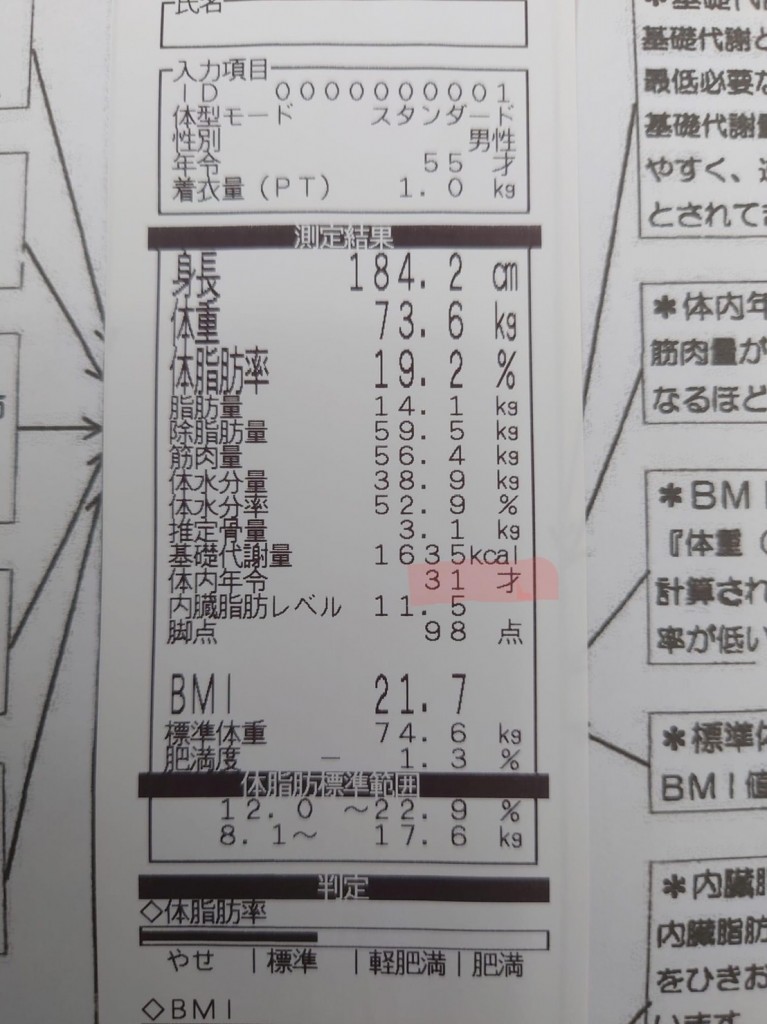 氏名
入力項目
ID 0000000001
体型モード スタンダード
性別 男性
年令 55 才
着衣量(PT) 1.0 kg
測定結果
身長 184.2 cm
体重 73.6 kg
体脂肪率 19.2 %
脂肪量 14.1 kg
除脂肪量 59.5 kg
筋肉量 56.4 kg
体水分量 38.9 kg
体水分率 52.9 %
推定骨量 3.1 kg
基礎代謝量 1635kcal
体内年令 31 才
内臓脂肪レベル 11.5
脚点 98 点
BMI 21.7
標準体重 74.6 kg
肥満度 － 1.3 %
体脂肪標準範囲
12.0 ～22.9 %
8.1～ 17.6 kg
判定
◇体脂肪率
やせ |標準 |軽肥満|肥満
◇BMI
基礎代謝
最低必要な
基礎代謝量
やすく、
とされて
＊体内年
筋肉量が
なるほど
＊BMI
『体重
計算され
率が低い
＊標準体
BMI値
＊内臓脂
内臓脂肪
をひきお
います